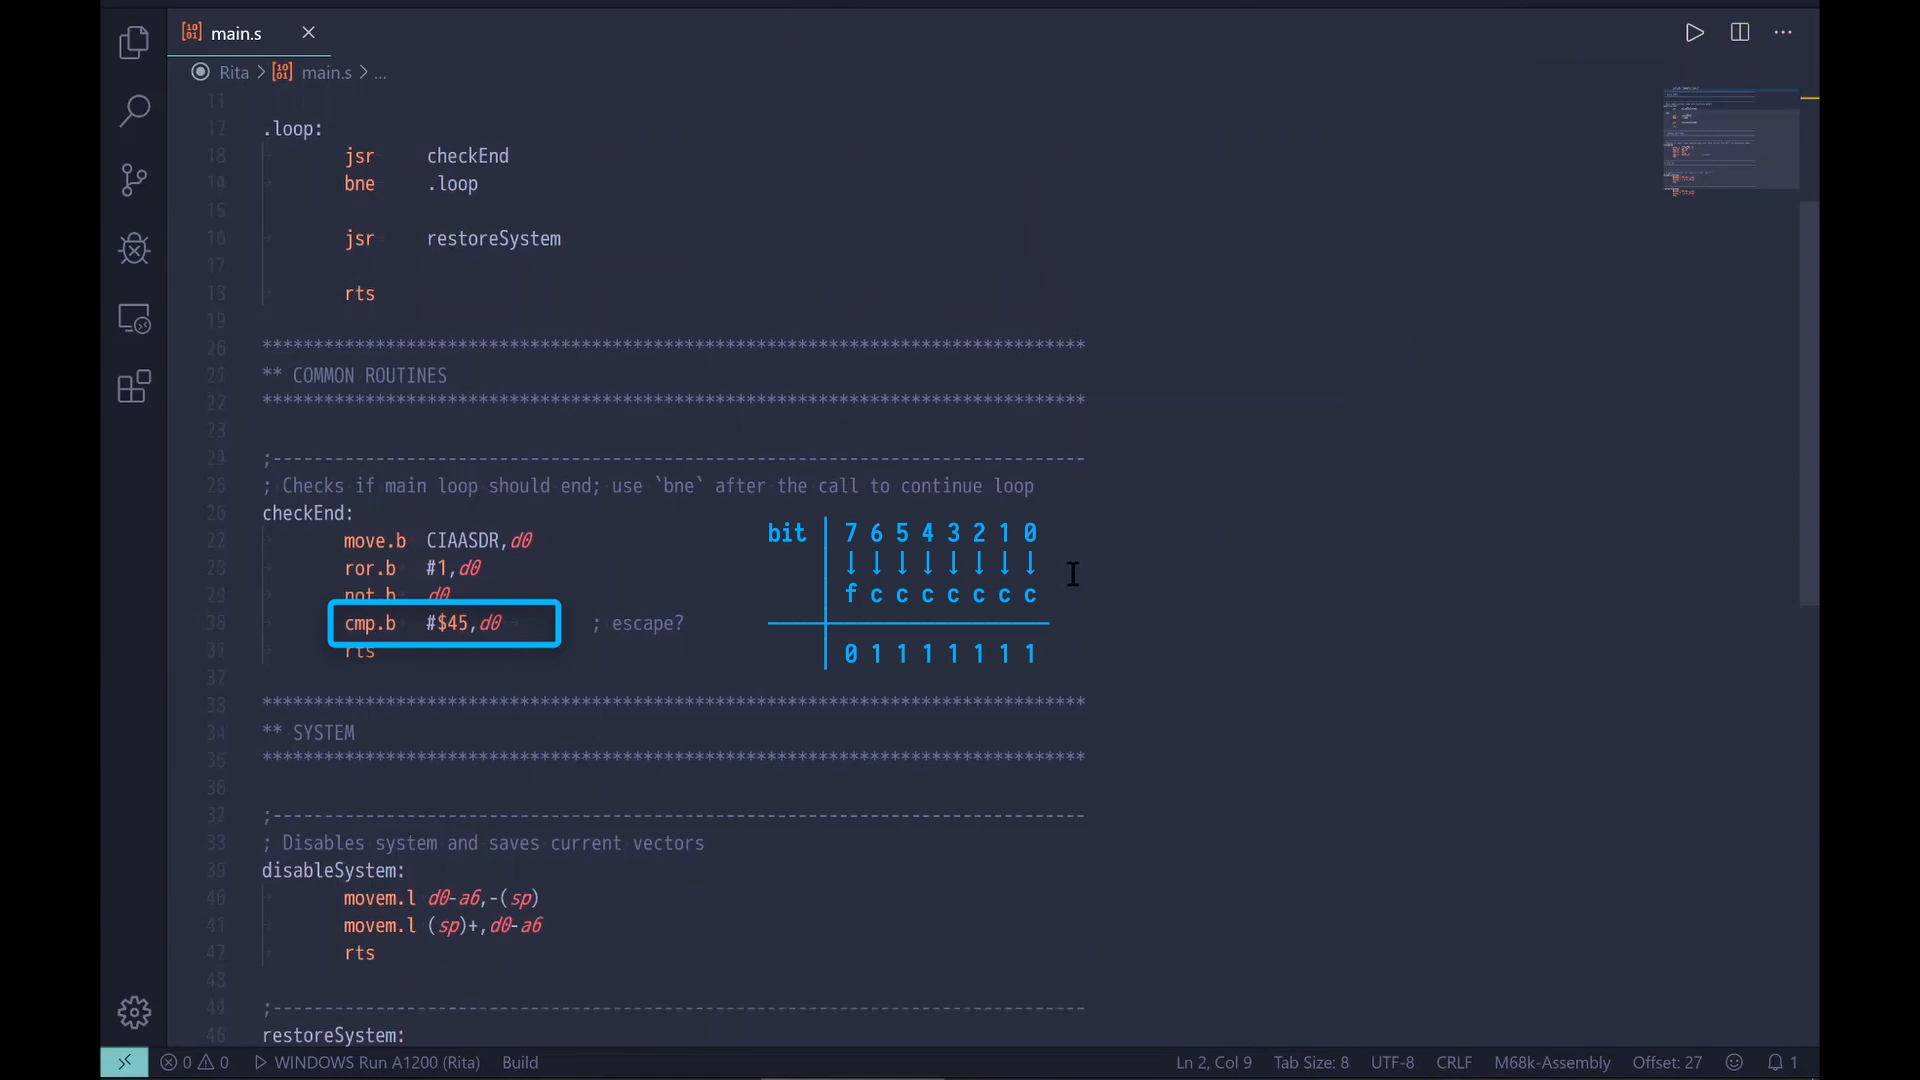 main.s
Rita > main.s > ...
.loop:
jsr checkEnd
bne .loop
jsr restoreSystem
rts
********************************************************************************
** COMMON ROUTINES
********************************************************************************
;-------------------------------------------------------------------------------
; Checks if main loop should end; use `bne` after the call to continue loop
checkEnd:
move.b CIAASDR,d0
ror.b #1,d0
not.b d0
cmp.b #$45,d0 ; escape?
rts
bit 7 6 5 4 3 2 1 0
↓ ↓ ↓ ↓ ↓ ↓ ↓ ↓
f c c c c c c c
0 1 1 1 1 1 1 1
********************************************************************************
** SYSTEM
********************************************************************************
;-------------------------------------------------------------------------------
; Disables system and saves current vectors
disableSystem:
movem.l d0-a6,-(sp)
movem.l (sp)+,d0-a6
rts
;-------------------------------------------------------------------------------
restoreSystem:
0 0 WINDOWS Run A1200 (Rita) Build Ln 2, Col 9 Tab Size: 8 UTF-8 CRLF M68k-Assembly Offset: 27 1